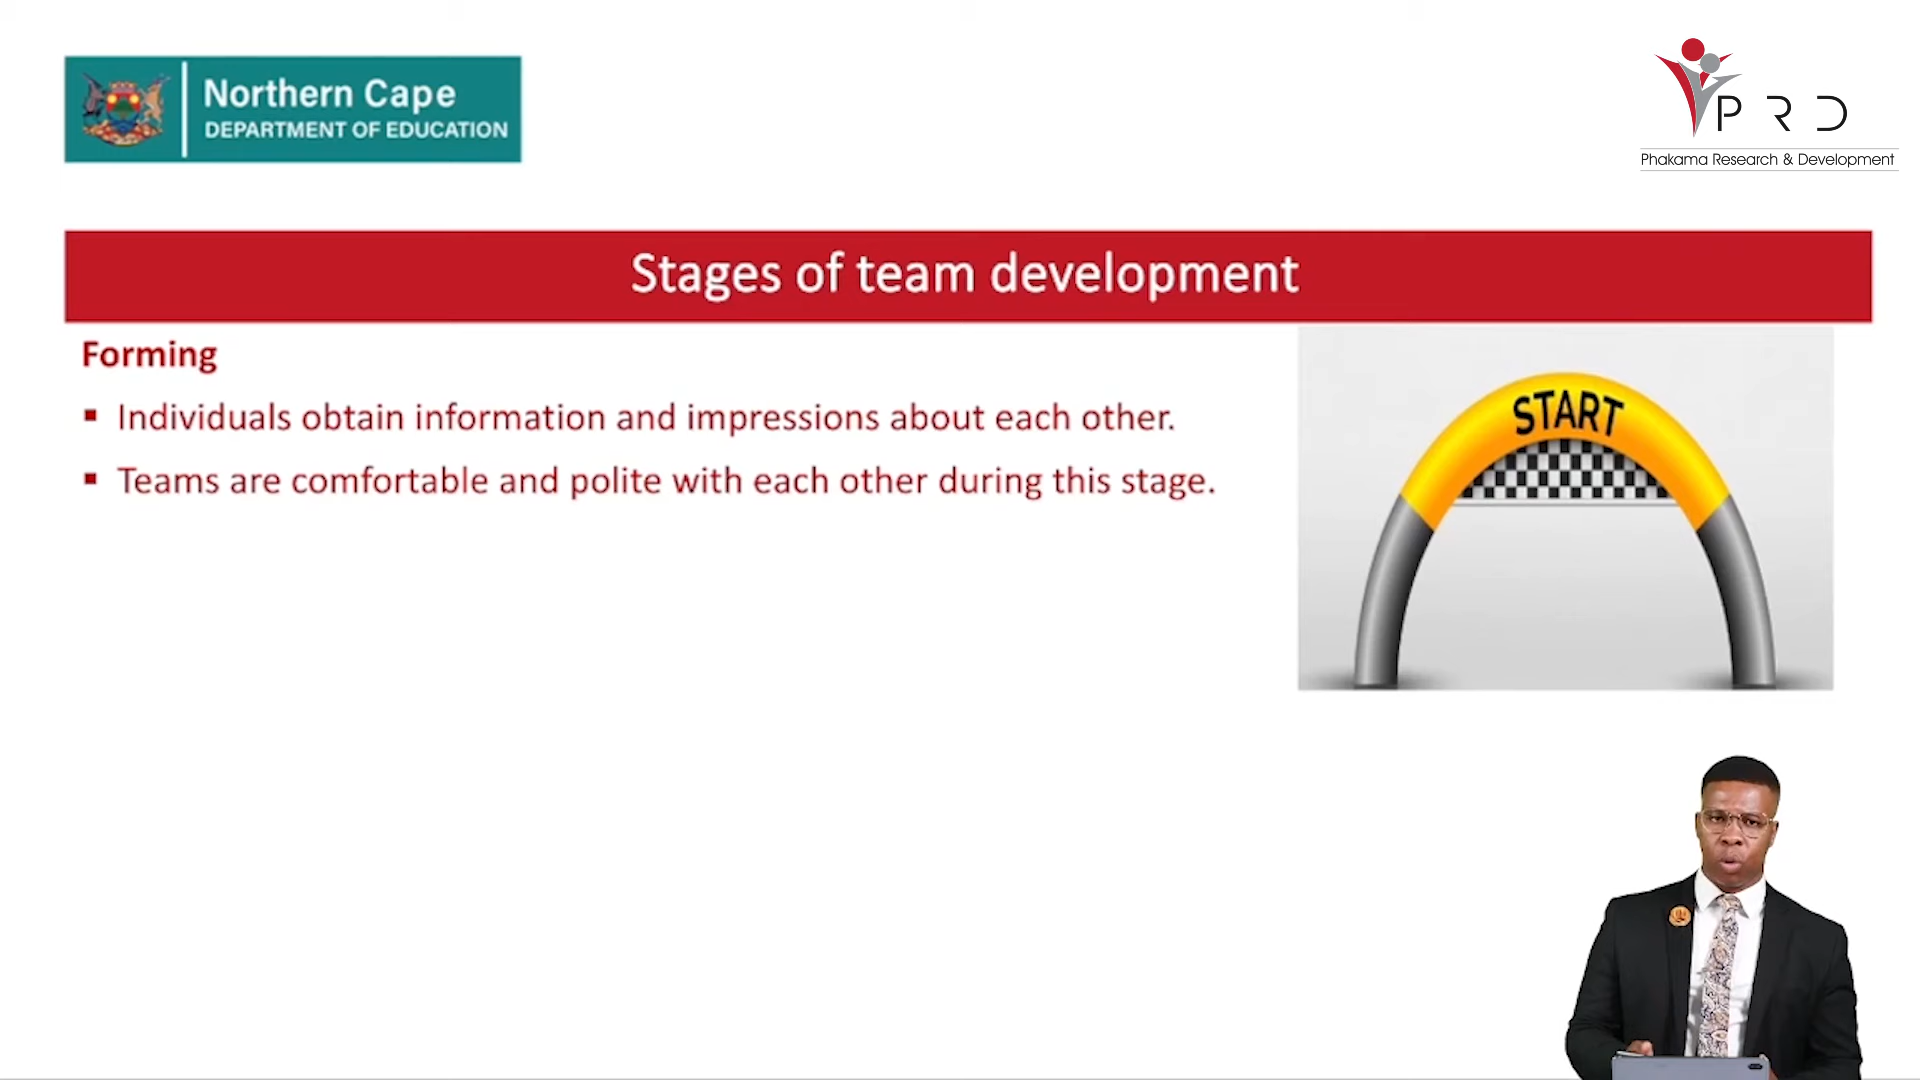 Northern Cape
DEPARTMENT OF EDUCATION
P R D
Phakama Research & Development
Stages of team development
Forming
▪ Individuals obtain information and impressions about each other.
▪ Teams are comfortable and polite with each other during this stage.
START